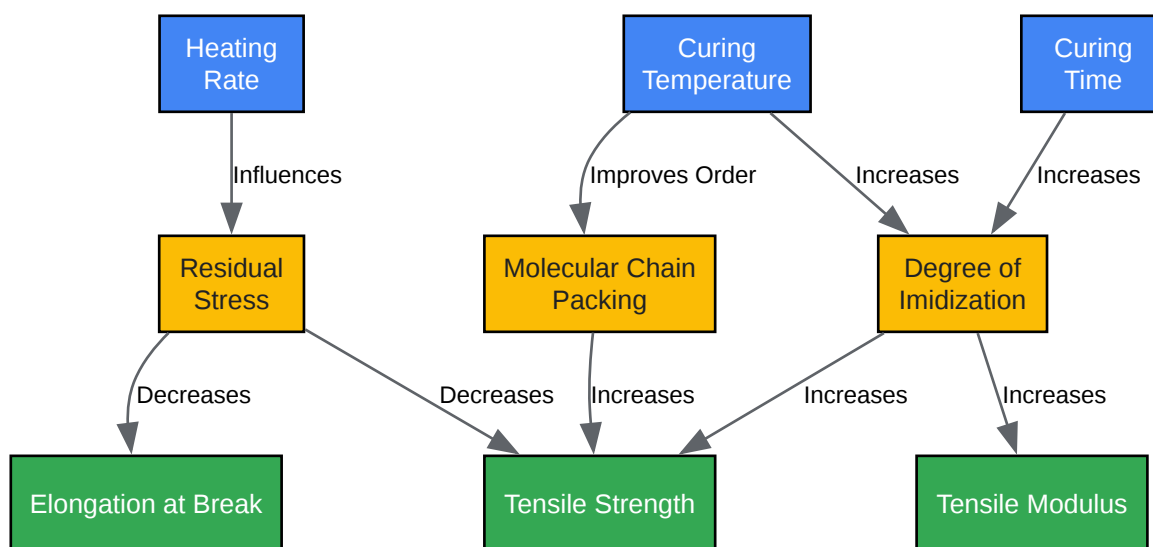 Heating
Rate
Curing
Temperature
Curing
Time
Influences
Improves Order
Increases
Increases
Residual
Stress
Molecular Chain
Packing
Degree of
Imidization
Decreases
Decreases
Increases
Increases
Increases
Elongation at Break
Tensile Strength
Tensile Modulus